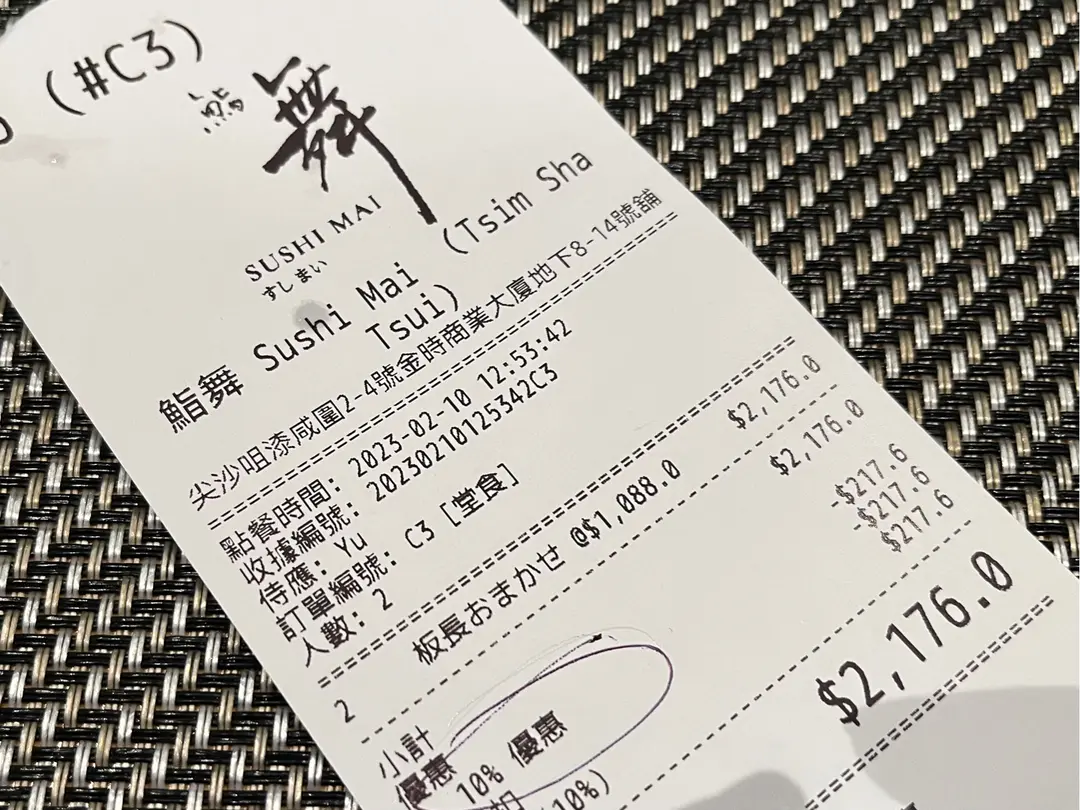 (#C3)
鮨 舞
SUSHI MAI
すしまい
鮨舞 Sushi Mai (Tsim Sha
Tsui)
尖沙咀漆咸圍2-4號金時商業大廈地下8-14號舖
點餐時間: 2023-02-10 12:53:42
收據編號: 20230210125342C3
侍應: Yu
訂單編號: C3 [堂食]
人數: 2
2 板長おまかせ @$1,088.0 $2,176.0
小計 $2,176.0
優惠 -$217.6
10% 優惠 -$217.6
(10%) $217.6
$2,176.0